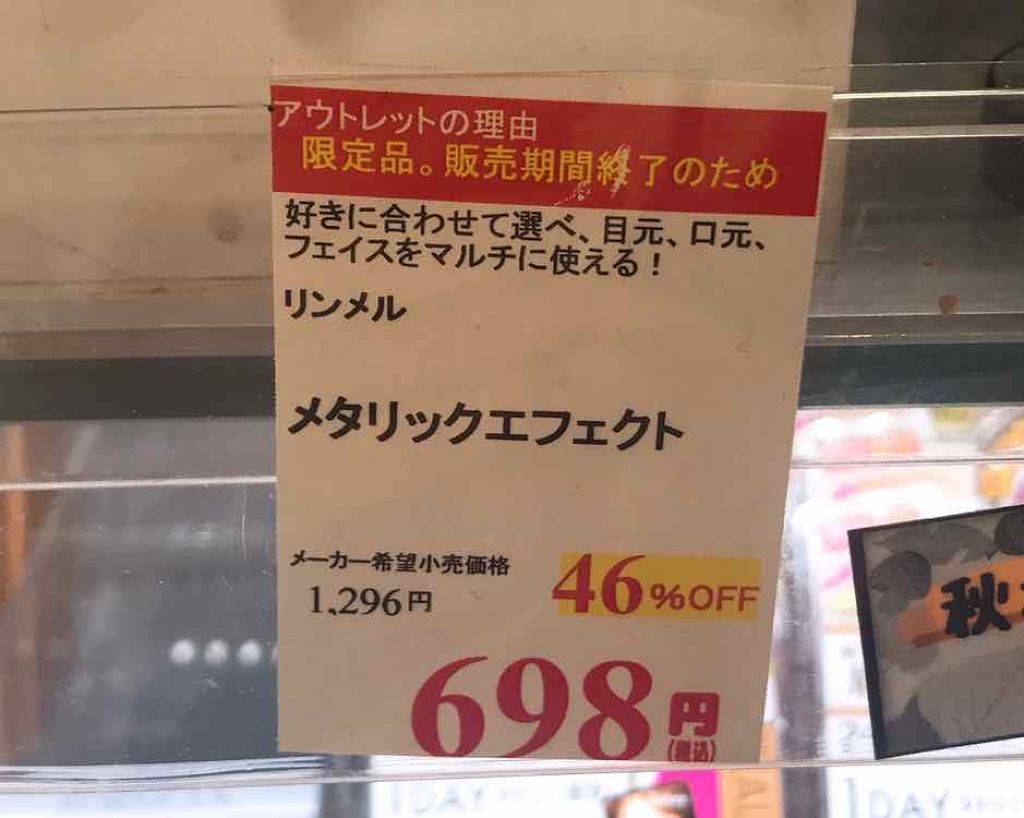 アウトレットの理由
限定品。販売期間終了のため
好きに合わせて選べ、目元、口元、
フェイスをマルチに使える！
リンメル
メタリックエフェクト
メーカー希望小売価格
1,296円
46%OFF
698円
(税込)
秋
1DAY
1DAY